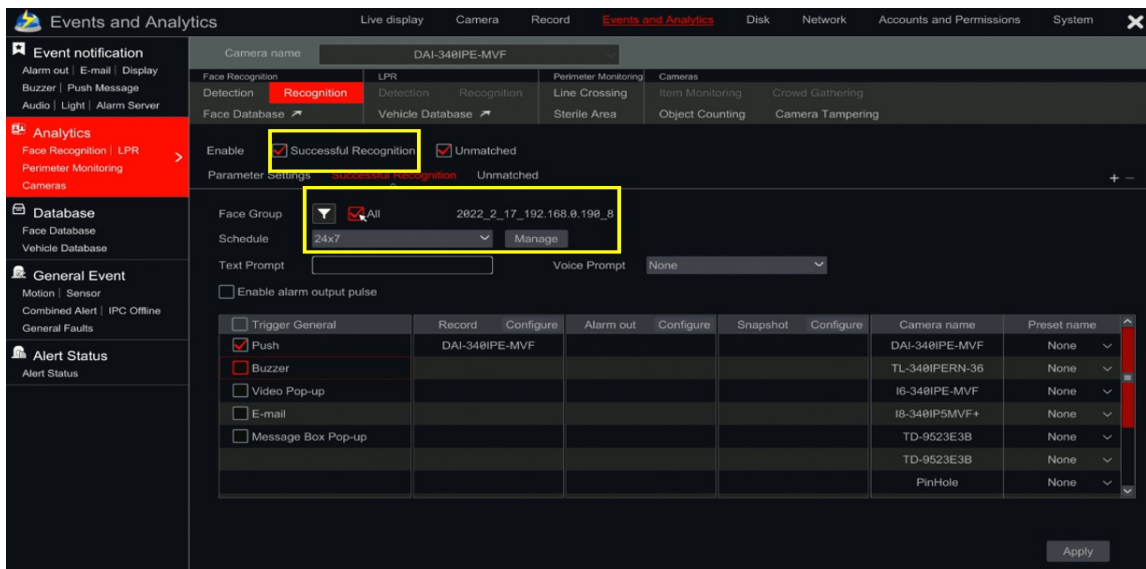 Events and Analytics
Live display Camera Record Events and Analytics Disk Network Accounts and Permissions System
Event notification
Alarm out | E-mail | Display
Buzzer | Push Message
Audio | Light | Alarm Server
Analytics
Face Recognition | LPR
Perimeter Monitoring
Cameras
Database
Face Database
Vehicle Database
General Event
Motion | Sensor
Combined Alert | IPC Offline
General Faults
Alert Status
Alert Status
Camera name DAI-340IPE-MVF
Face Recognition LPR Perimeter Monitoring Cameras
Detection Recognition Detection Recognition Line Crossing Item Monitoring Crowd Gathering
Face Database Vehicle Database Sterile Area Object Counting Camera Tampering
Enable Successful Recognition Unmatched
Parameter Settings Successful Recognition Unmatched
Face Group All 2022_2_17_192.168.0.190_8
Schedule 24x7 Manage
Text Prompt Voice Prompt None
Enable alarm output pulse
Trigger General Record Configure Alarm out Configure Snapshot Configure Camera name Preset name
Push DAI-340IPE-MVF DAI-340IPE-MVF None
Buzzer TL-340IPERN-36 None
Video Pop-up I6-340IPE-MVF None
E-mail I8-340IP5MVF+ None
Message Box Pop-up TD-9523E3B None
TD-9523E3B None
PinHole None
Apply